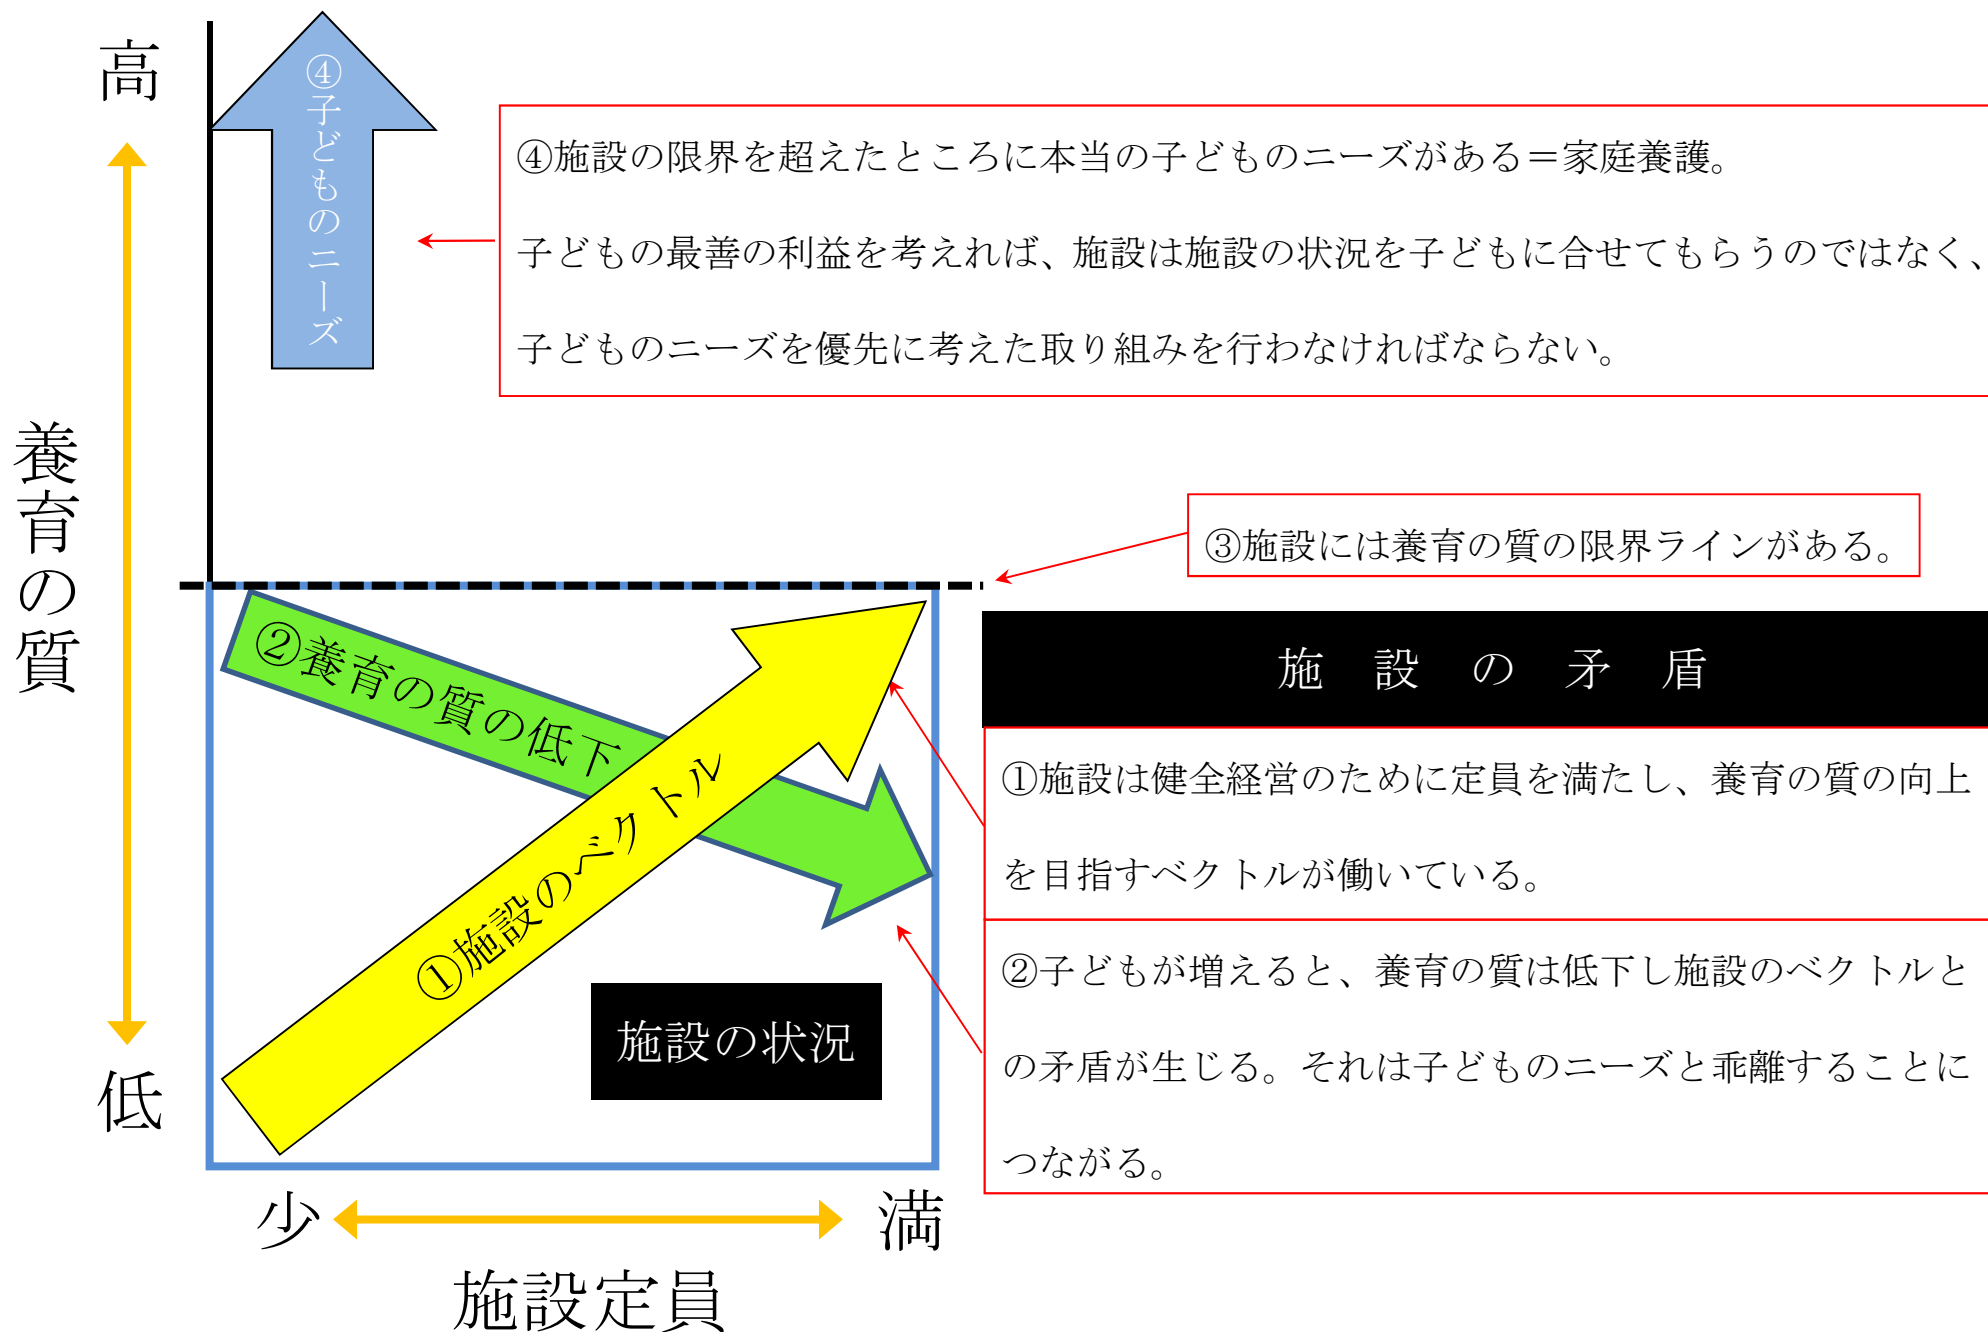 高
④子どものニーズ
④施設の限界を超えたところに本当の子どものニーズがある＝家庭養護。
子どもの最善の利益を考えれば、施設は施設の状況を子どもに合せてもらうのではなく、
子どものニーズを優先に考えた取り組みを行わなければならない。
養育の質
③施設には養育の質の限界ラインがある。
②養育の質の低下
施設の矛盾
①施設のベクトル
①施設は健全経営のために定員を満たし、養育の質の向上
を目指すベクトルが働いている。
②子どもが増えると、養育の質は低下し施設のベクトルと
の矛盾が生じる。それは子どものニーズと乖離することに
つながる。
施設の状況
低
少
満
施設定員